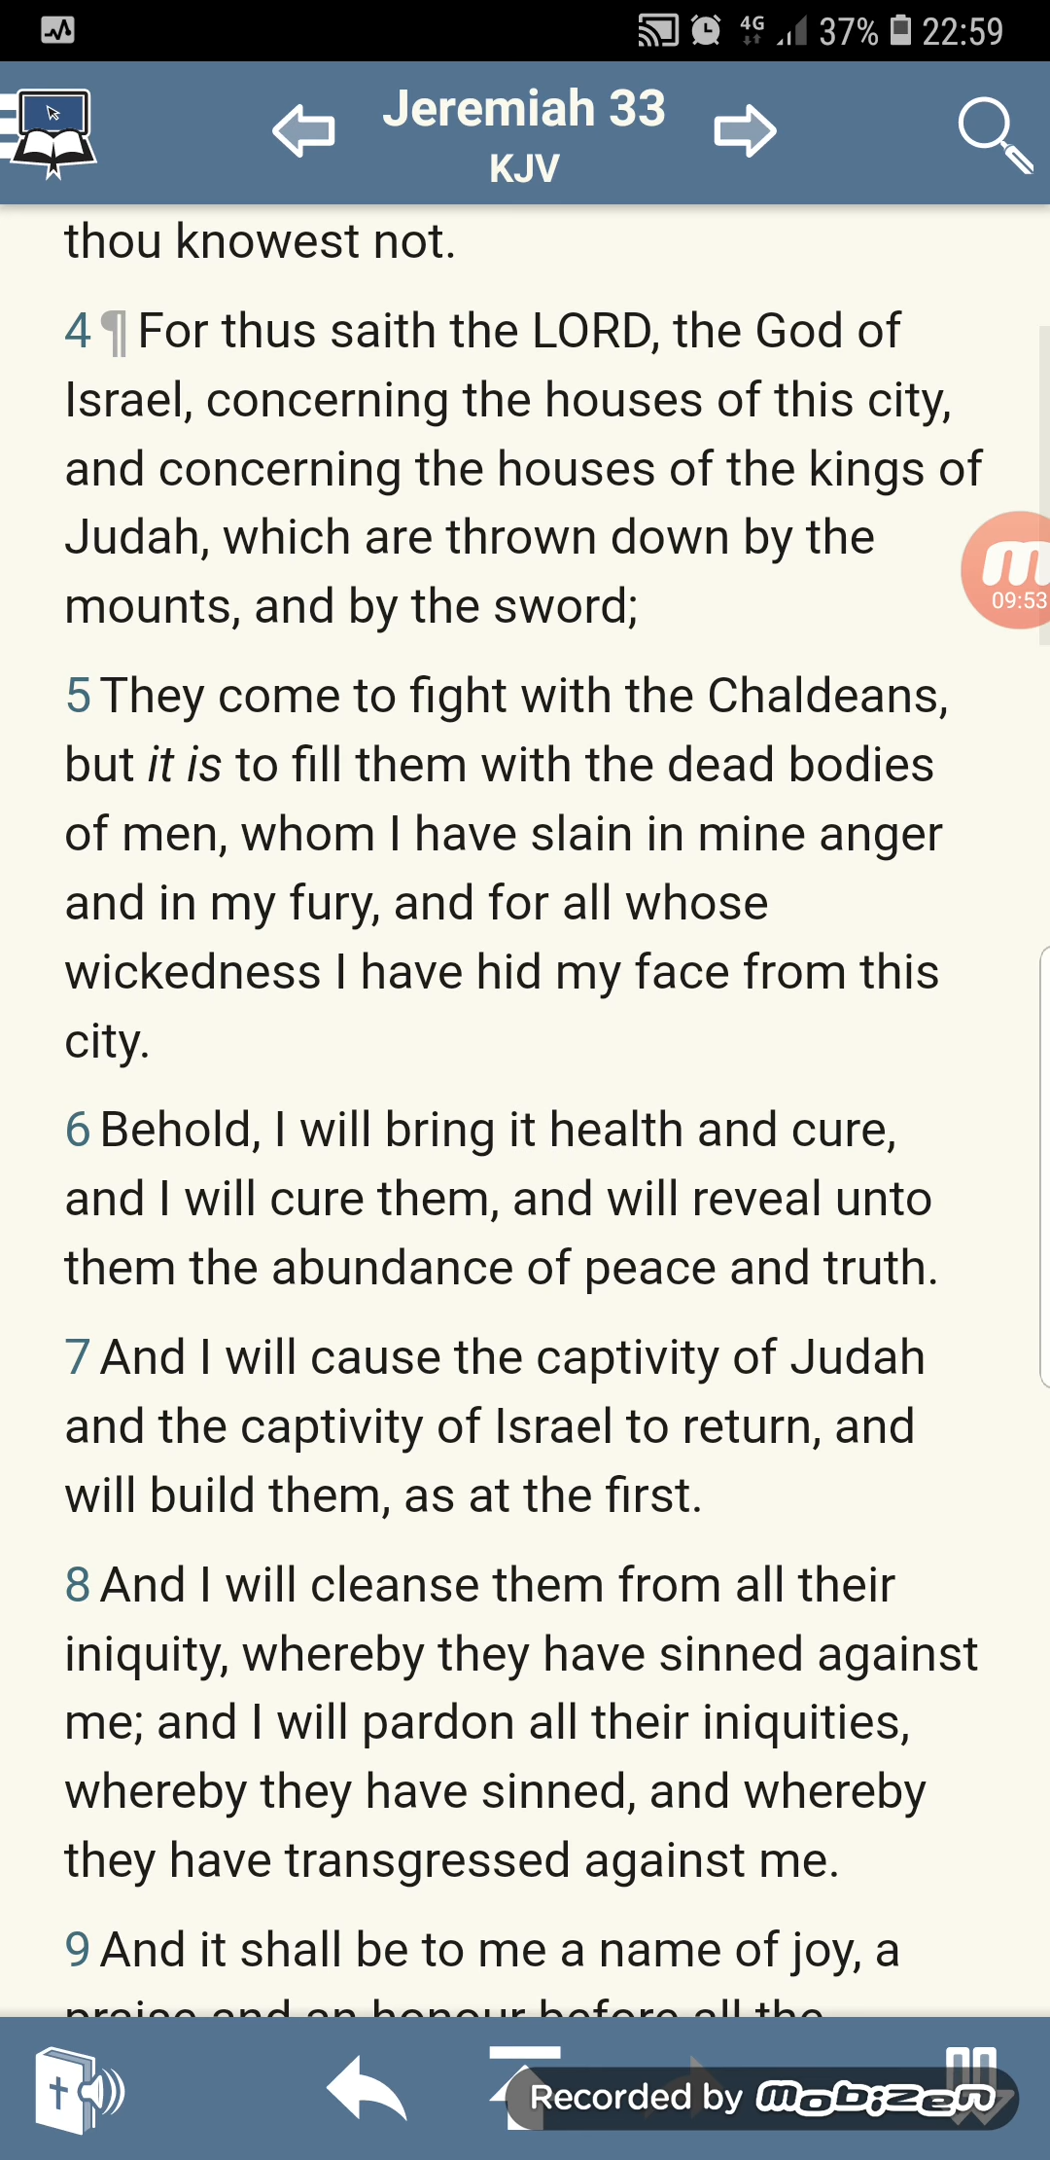 4G 37% 22:59
Jeremiah 33
KJV
thou knowest not.
4 ¶ For thus saith the LORD, the God of
Israel, concerning the houses of this city,
and concerning the houses of the kings of
Judah, which are thrown down by the
mounts, and by the sword;
m
09:53
5 They come to fight with the Chaldeans,
but it is to fill them with the dead bodies
of men, whom I have slain in mine anger
and in my fury, and for all whose
wickedness I have hid my face from this
city.
6 Behold, I will bring it health and cure,
and I will cure them, and will reveal unto
them the abundance of peace and truth.
7 And I will cause the captivity of Judah
and the captivity of Israel to return, and
will build them, as at the first.
8 And I will cleanse them from all their
iniquity, whereby they have sinned against
me; and I will pardon all their iniquities,
whereby they have sinned, and whereby
they have transgressed against me.
9 And it shall be to me a name of joy, a
praise and an honour before all the
Recorded by mobizen